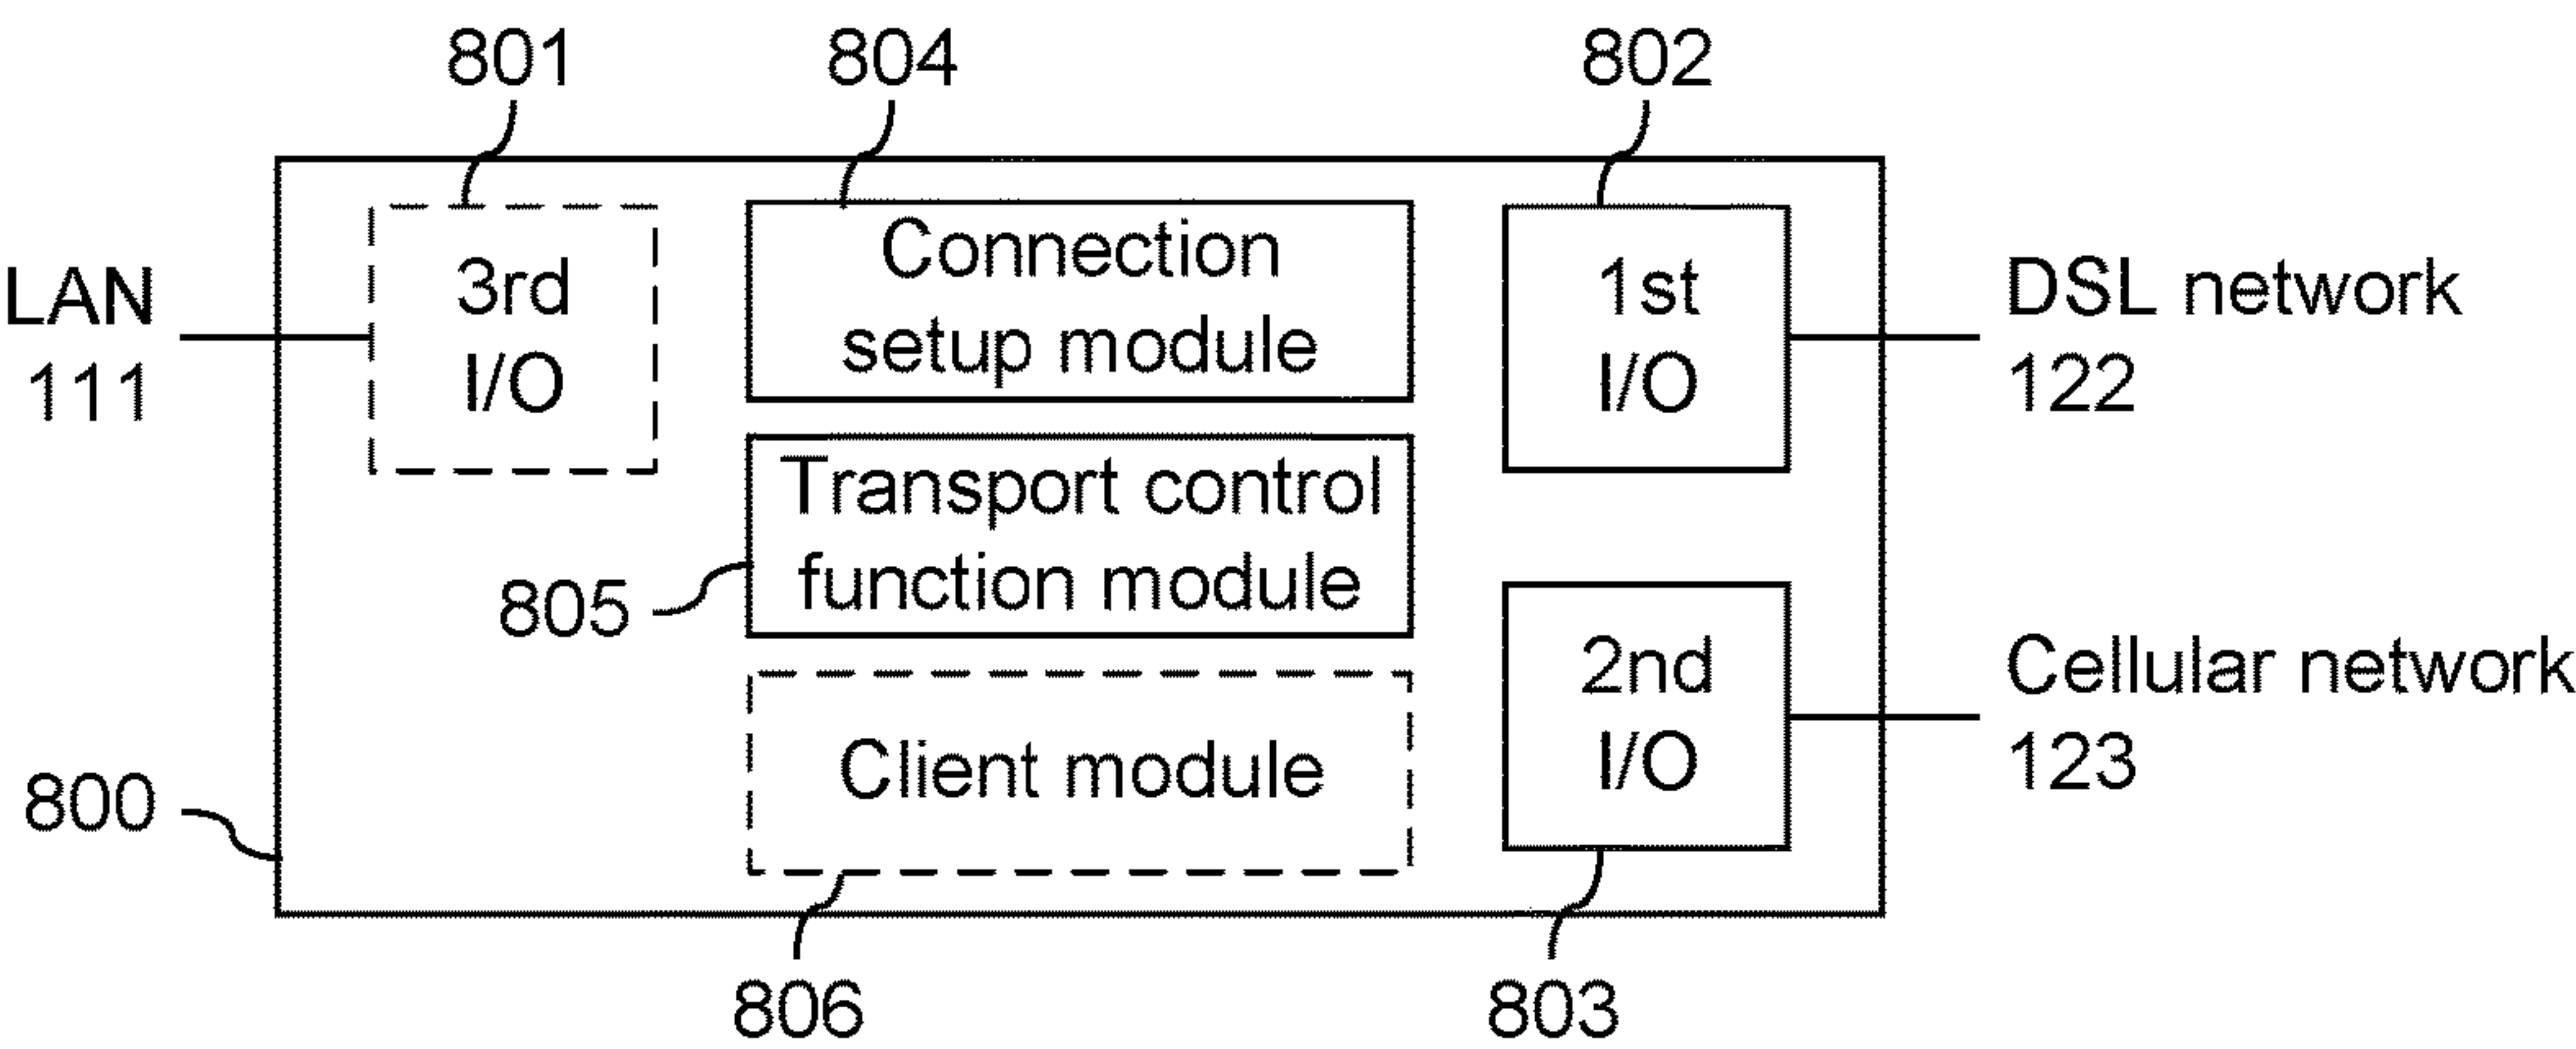 801
804
802
LAN
111
3rd
I/O
Connection
setup module
1st
I/O
DSL network
122
Transport control
function module
805
2nd
I/O
Cellular network
123
Client module
800
806
803